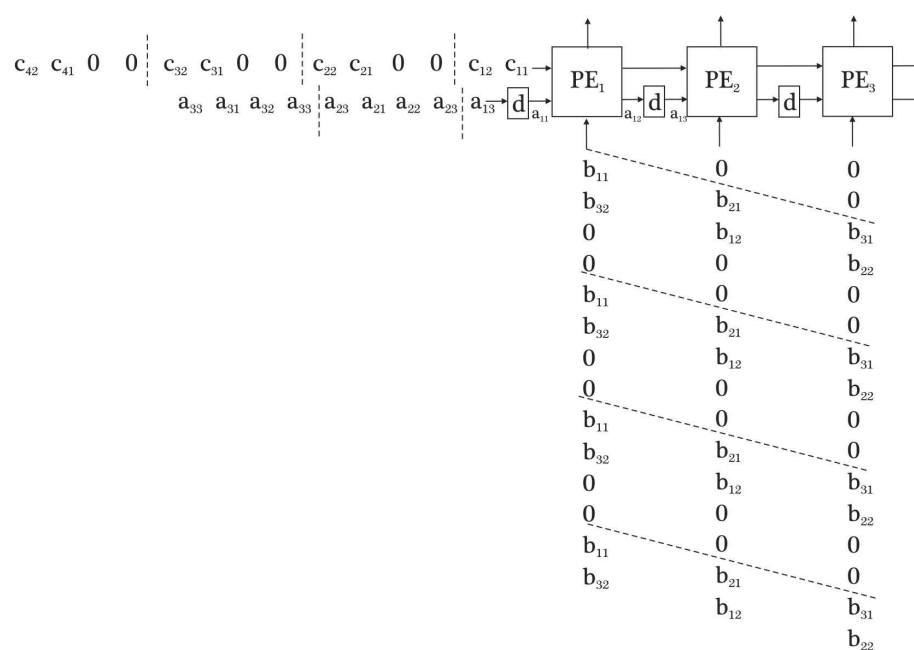 c₄₂ c₄₁ 0 0 c₃₂ c₃₁ 0 0 c₂₂ c₂₁ 0 0 c₁₂ c₁₁ PE₁ PE₂ PE₃
a₃₃ a₃₁ a₃₂ a₃₃ a₂₃ a₂₁ a₂₂ a₂₃ a₁₃ d a₁₁ a₁₂ d a₁₃ d
b₁₁ 0 0
b₃₂ b₂₁ 0
0 b₁₂ b₃₁
0 0 b₂₂
b₁₁ 0 0
b₃₂ b₂₁ 0
0 b₁₂ b₃₁
0 0 b₂₂
b₁₁ 0 0
b₃₂ b₂₁ 0
0 b₁₂ b₃₁
0 0 b₂₂
b₁₁ 0 0
b₃₂ b₂₁ 0
b₁₂ b₃₁
b₂₂